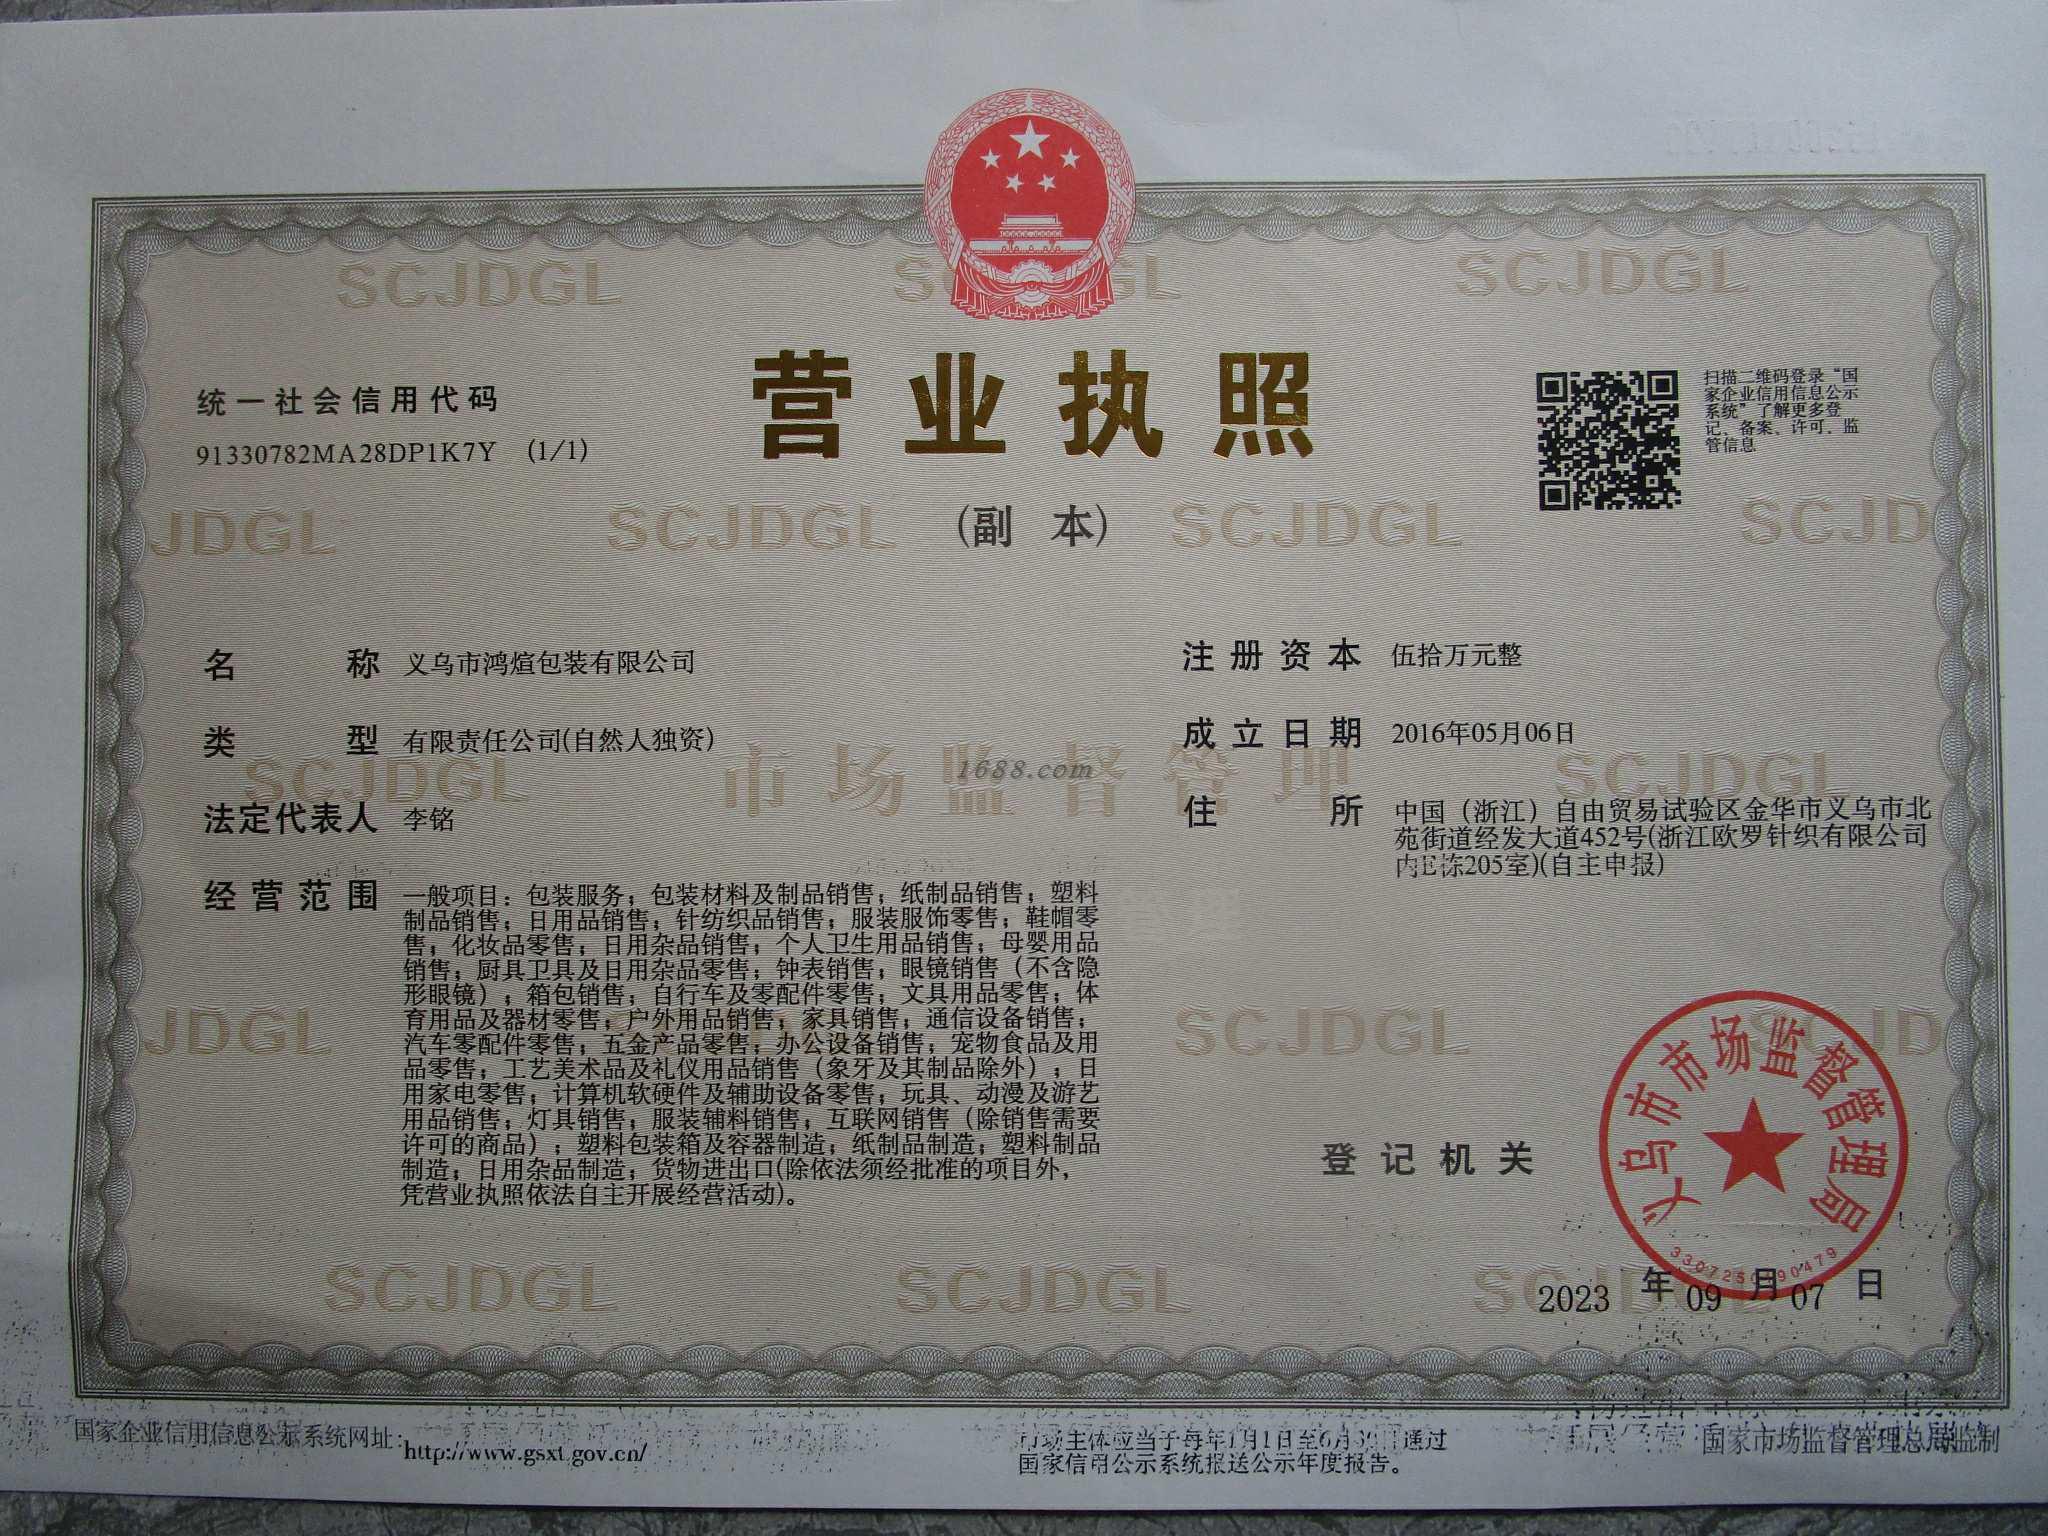 统一社会信用代码
91330782MA28DP1K7Y (1/1)
营业执照
(副 本)
扫描二维码登录“国
家企业信用信息公示
系统”了解更多登
记、备案、许可、监
管信息
名称 义乌市鸿煊包装有限公司
类型 有限责任公司(自然人独资)
法定代表人 李铭
经营范围 一般项目：包装服务；包装材料及制品销售；纸制品销售；塑料
制品销售；日用品销售；针纺织品销售；服装服饰零售；鞋帽零
售；化妆品零售；日用杂品销售；个人卫生用品销售；母婴用品
销售；厨具卫具及日用杂品零售；钟表销售；眼镜销售（不含隐
形眼镜）；箱包销售；自行车及零配件零售；文具用品零售；体
育用品及器材零售；户外用品销售；家具销售；通信设备销售；
汽车零配件零售；五金产品零售；办公设备销售；宠物食品及用
品零售；工艺美术品及礼仪用品销售（象牙及其制品除外）；日
用家电零售；计算机软硬件及辅助设备零售；玩具、动漫及游艺
用品销售；灯具销售；服装辅料销售；互联网销售（除销售需要
许可的商品）；塑料包装箱及容器制造；纸制品制造；塑料制品
制造；日用杂品制造；货物进出口(除依法须经批准的项目外，
凭营业执照依法自主开展经营活动)。
注册资本 伍拾万元整
成立日期 2016年05月06日
住所 中国（浙江）自由贸易试验区金华市义乌市北
苑街道经发大道452号(浙江欧罗针织有限公司
内E栋205室)(自主申报)
登记机关
义乌市市场监督管理局
2023 年 09 月 07 日
SCJDGL
SCJDGL
JDGL
SCJDGL
SCJDGL
SCJD
SCJDGL
市场监督管理
SCJDGL
1688.com
JDGL
SCJDGL
SCJDGL
SCJDGL
国家企业信用信息公示系统网址：http://www.gsxt.gov.cn/
市场主体应当于每年1月1日至6月30日通过
国家信用公示系统报送公示年度报告。
国家市场监督管理总局监制